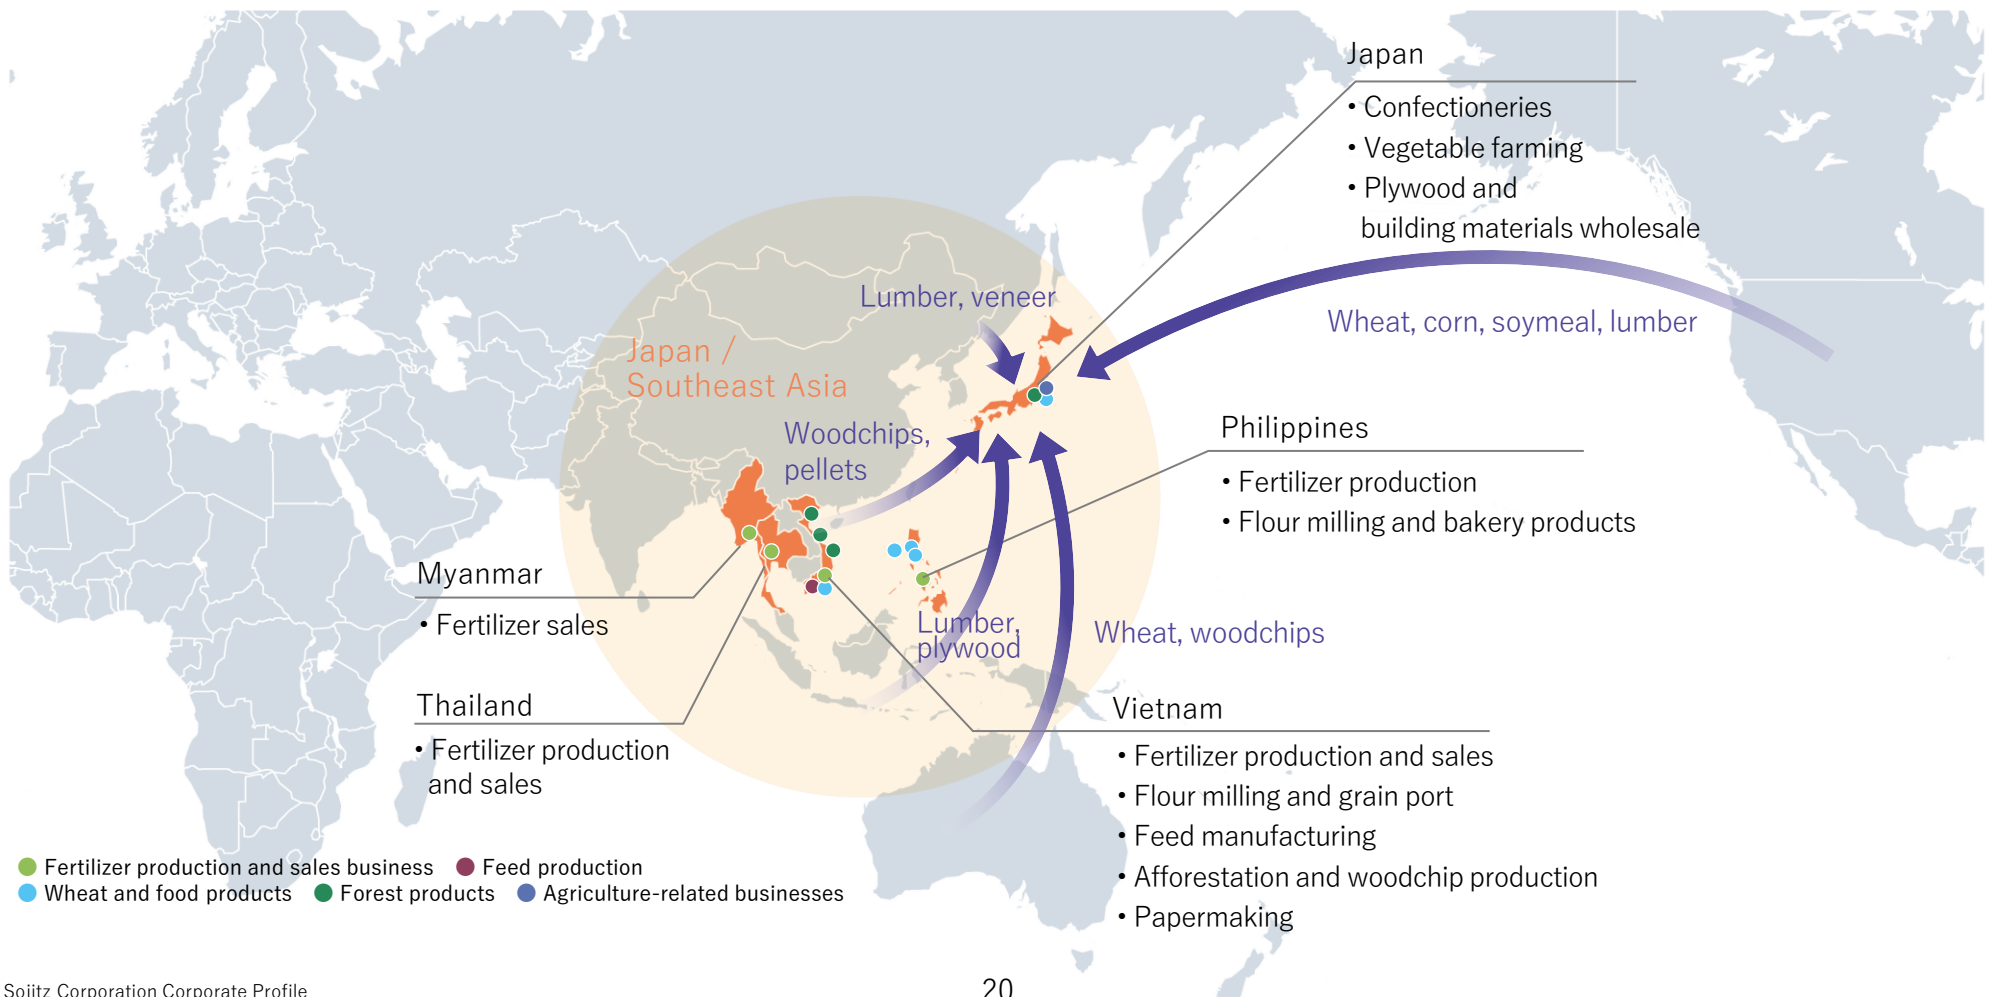 Japan
• Confectioneries
• Vegetable farming
• Plywood and
building materials wholesale
Lumber, veneer
Wheat, corn, soymeal, lumber
Japan /
Southeast Asia
Woodchips,
pellets
Philippines
• Fertilizer production
• Flour milling and bakery products
Myanmar
• Fertilizer sales
Lumber,
plywood
Wheat, woodchips
Thailand
• Fertilizer production
and sales
Vietnam
• Fertilizer production and sales
• Flour milling and grain port
• Feed manufacturing
• Afforestation and woodchip production
• Papermaking
Fertilizer production and sales business
Feed production
Wheat and food products
Forest products
Agriculture-related businesses
Sojitz Corporation Corporate Profile
20